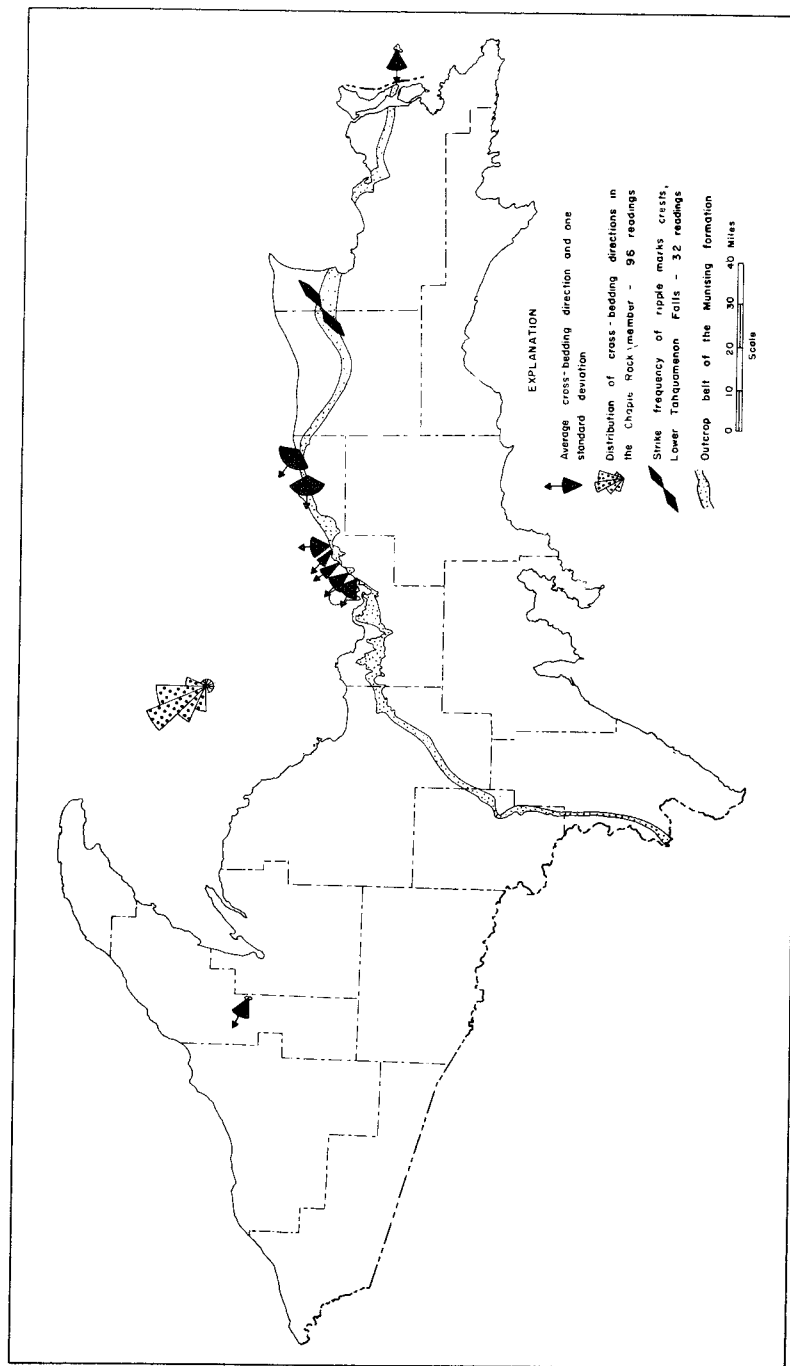 EXPLANATION
Average cross-bedding direction and one
standard deviation
Distribution of cross-bedding directions in
the Chapel Rock member - 96 readings
Strike frequency of ripple marks crests,
Lower Tahquamenon Falls - 32 readings
Outcrop belt of the Munising formation
0 10 20 30 40 Miles
Scale